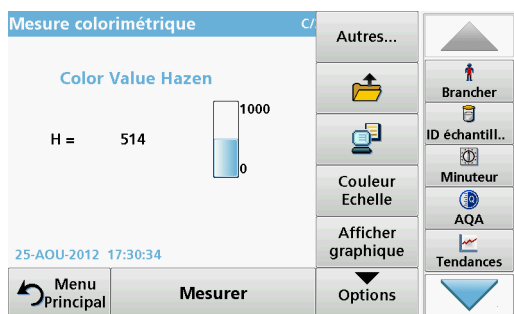 Mesure colorimétrique
C/
Color Value Hazen
1000
H = 514
0
25-AOU-2012 17:30:34
Menu
Principal
Mesurer
Autres...
Couleur
Echelle
Afficher
graphique
Options
Brancher
ID échantill..
Minuteur
AQA
Tendances